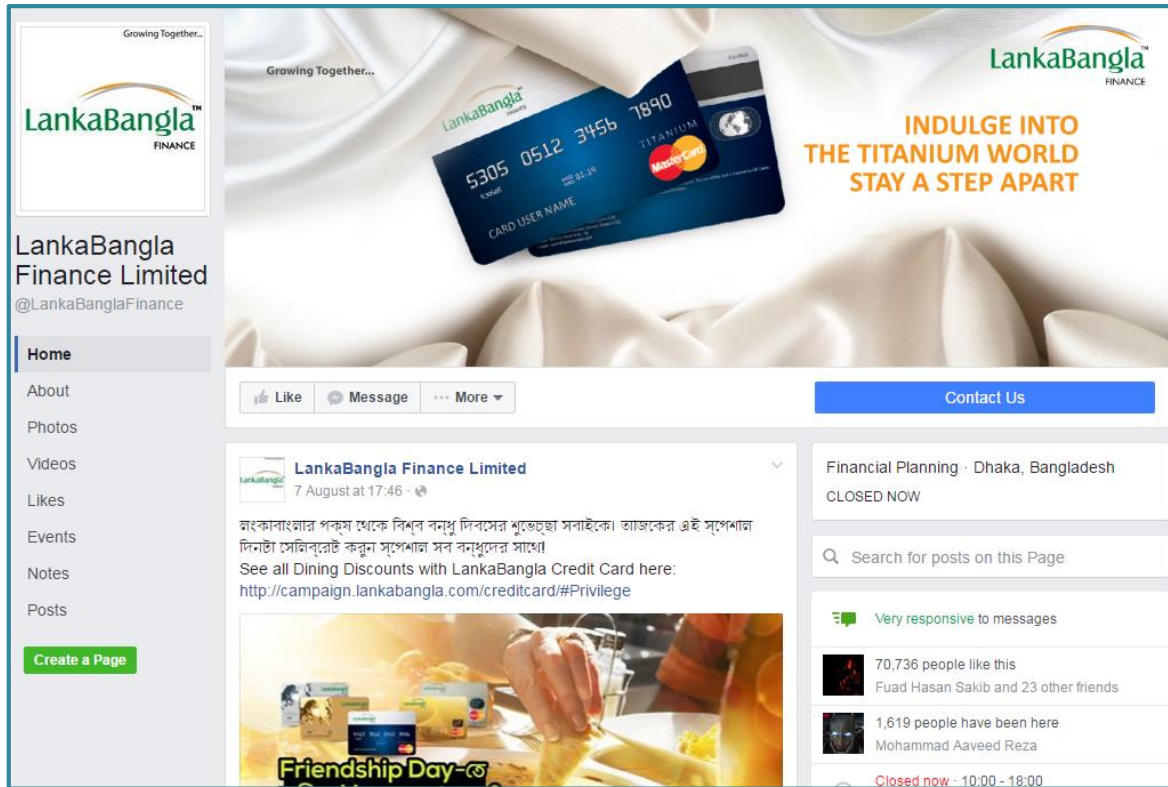 Growing Together...
LankaBangla™
FINANCE
LankaBangla
Finance Limited
@LankaBanglaFinance
Home
About
Photos
Videos
Likes
Events
Notes
Posts
Create a Page
Growing Together...
LankaBangla
FINANCE
5305 0512 3456 7890
TITANIUM
CARD USER NAME
MasterCard
LankaBangla™
FINANCE
INDULGE INTO
THE TITANIUM WORLD
STAY A STEP APART
Like
Message
More
Contact Us
LankaBangla Finance Limited
7 August at 17:46
লংকাবাংলার পক্ষ থেকে বিশ্ব বন্ধু দিবসের শুভেচ্ছা সবাইকে। আজকের এই স্পেশাল
দিনটা সেলিব্রেট করুন স্পেশাল সব বন্ধুদের সাথে!
See all Dining Discounts with LankaBangla Credit Card here:
http://campaign.lankabangla.com/creditcard/#Privilege
Friendship Day-তে
Financial Planning · Dhaka, Bangladesh
CLOSED NOW
Search for posts on this Page
Very responsive to messages
70,736 people like this
Fuad Hasan Sakib and 23 other friends
1,619 people have been here
Mohammad Aaveed Reza
Closed now · 10:00 - 18:00